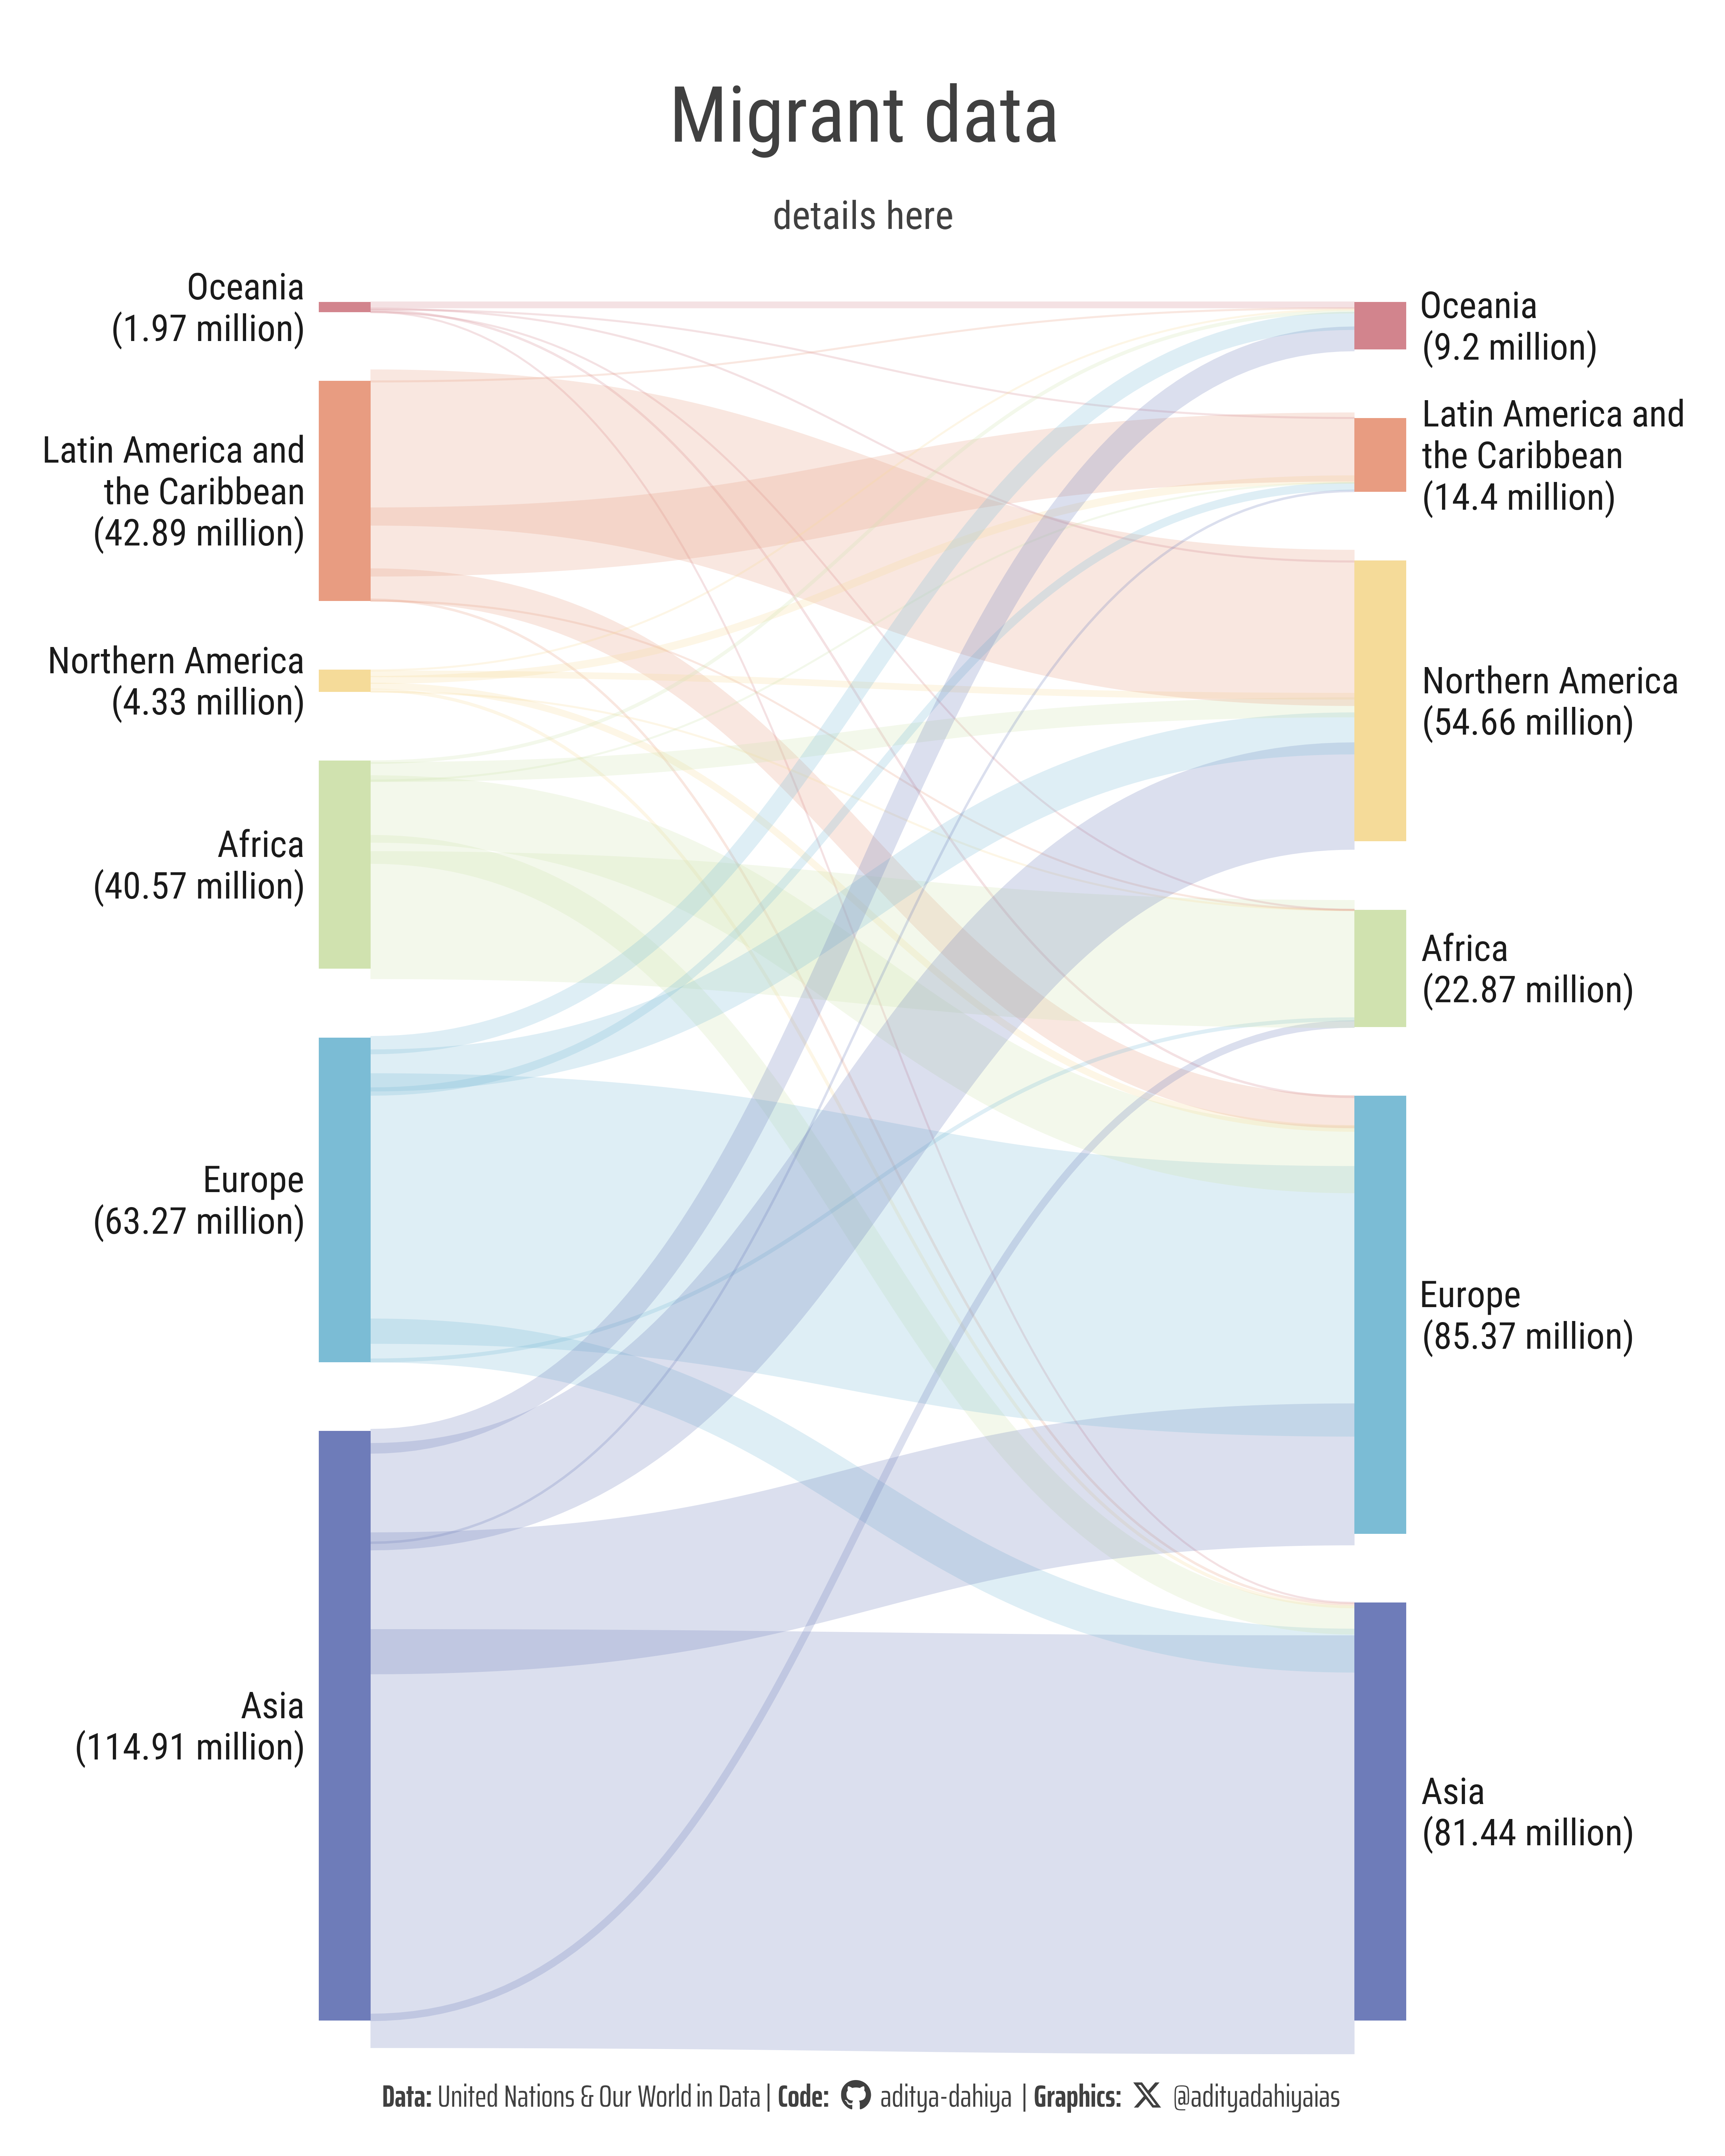 Migrant data
details here
Oceania
(1.97 million)
Latin America and
the Caribbean
(42.89 million)
Northern America
(4.33 million)
Africa
(40.57 million)
Europe
(63.27 million)
Asia
(114.91 million)
Oceania
(9.2 million)
Latin America and
the Caribbean
(14.4 million)
Northern America
(54.66 million)
Africa
(22.87 million)
Europe
(85.37 million)
Asia
(81.44 million)
Data: United Nations & Our World in Data | Code: aditya-dahiya | Graphics: @adityadahiyaias